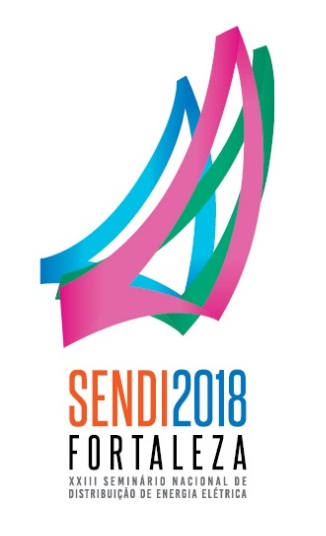 SENDI2018
FORTALEZA
XXIII SEMINÁRIO NACIONAL DE
DISTRIBUIÇÃO DE ENERGIA ELÉTRICA